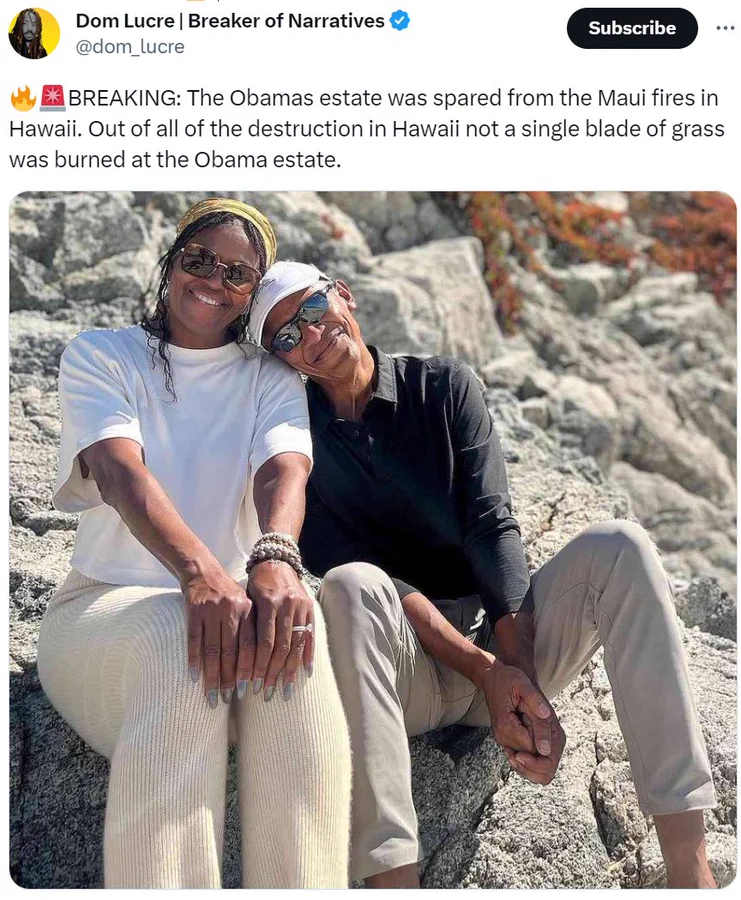 Dom Lucre | Breaker of Narratives
@dom_lucre
Subscribe
🔥🚨BREAKING: The Obamas estate was spared from the Maui fires in
Hawaii. Out of all of the destruction in Hawaii not a single blade of grass
was burned at the Obama estate.